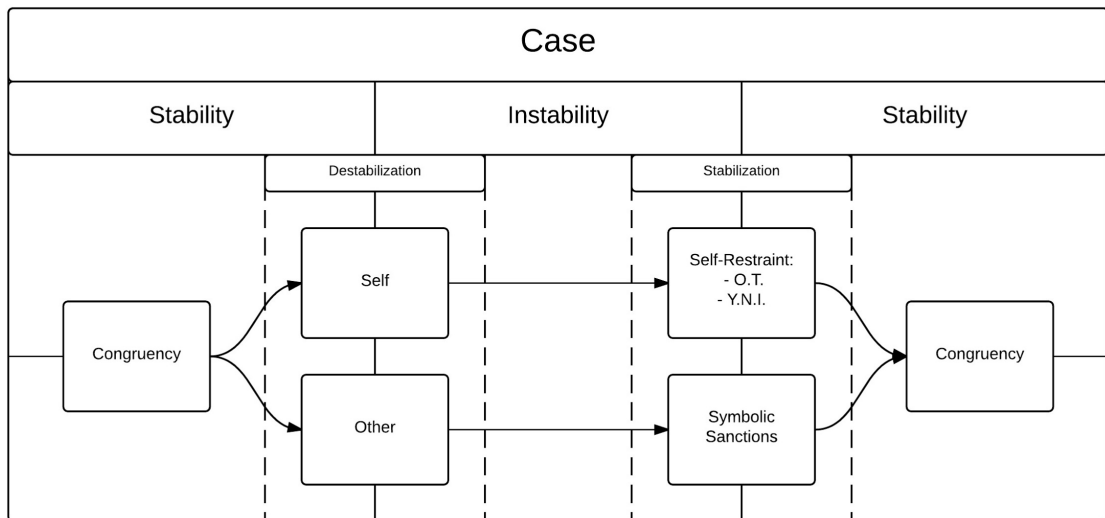 Case
Stability
Instability
Stability
Destabilization
Stabilization
Self
Self-Restraint:
- O.T.
- Y.N.I.
Congruency
Congruency
Other
Symbolic
Sanctions